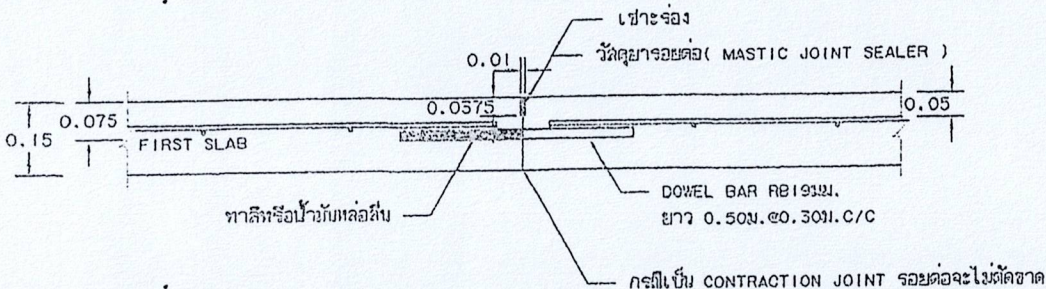 เซาะร่อง
วัสดุยารอยต่อ( MASTIC JOINT SEALER )
0.01
0.0375
0.05
0.075
0.15
FIRST SLAB
DOWEL BAR RB19มม.
ยาว 0.50ม.@0.30ม.C/C
ทาสีหรือน้ำมันหล่อลื่น
กรณีเป็น CONTRACTION JOINT รอยต่อจะไม่ตัดขาด